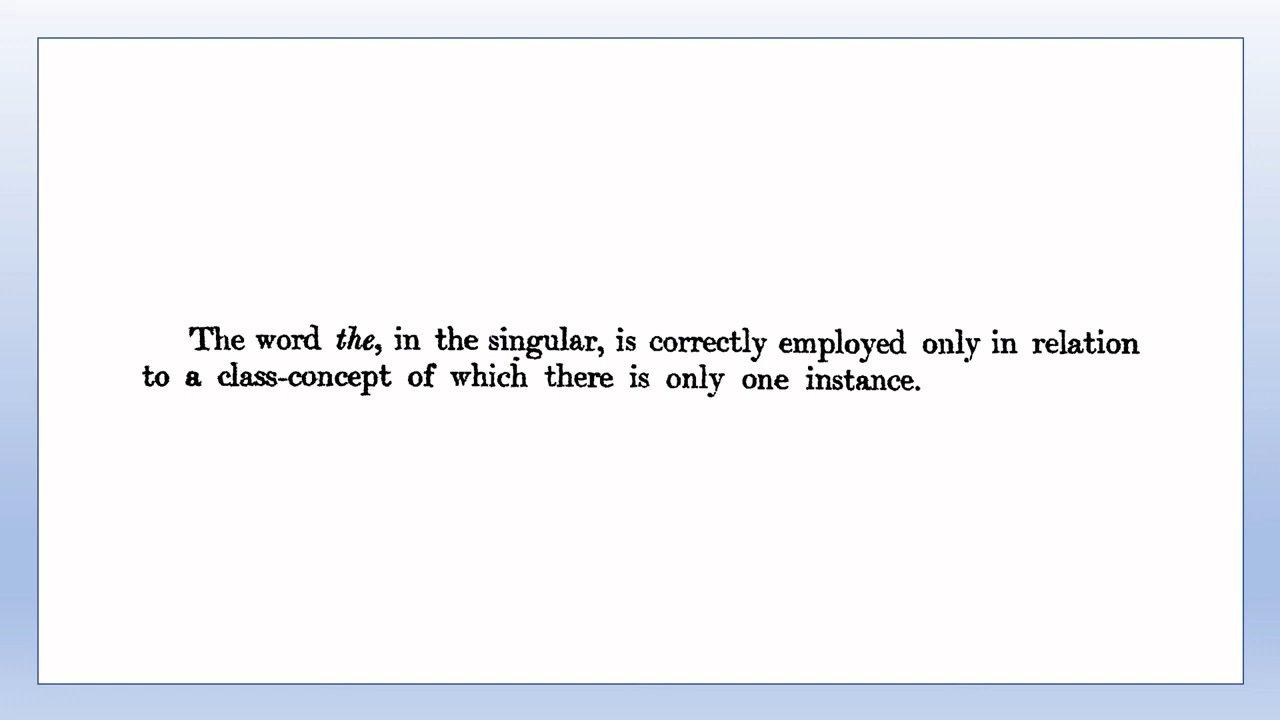 The word the, in the singular, is correctly employed only in relation
to a class-concept of which there is only one instance.